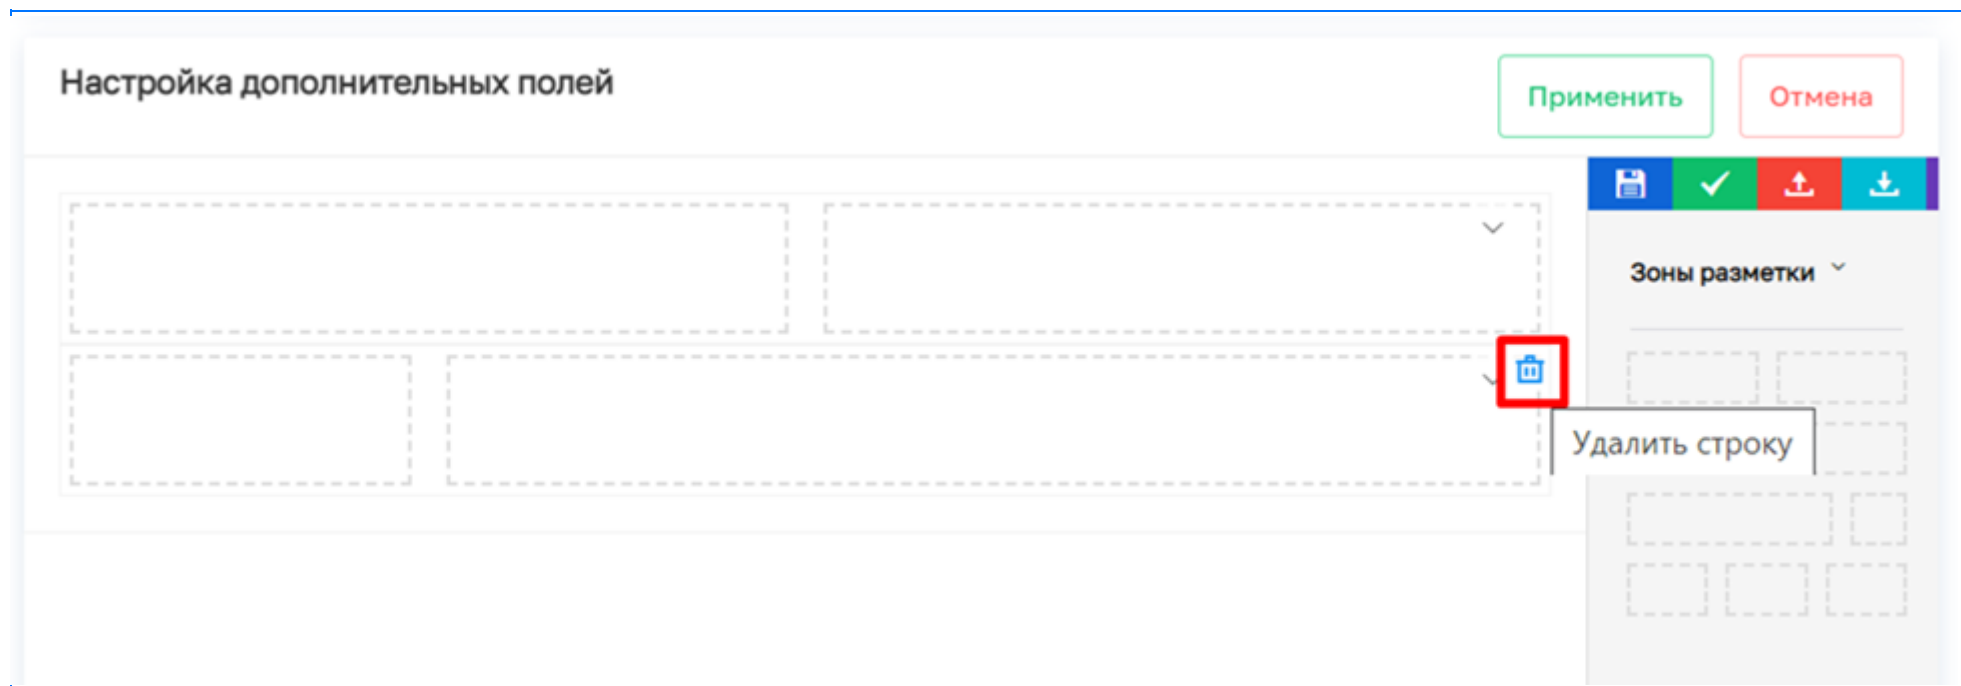 Настройка дополнительных полей
Применить
Отмена
Зоны разметки
Удалить строку